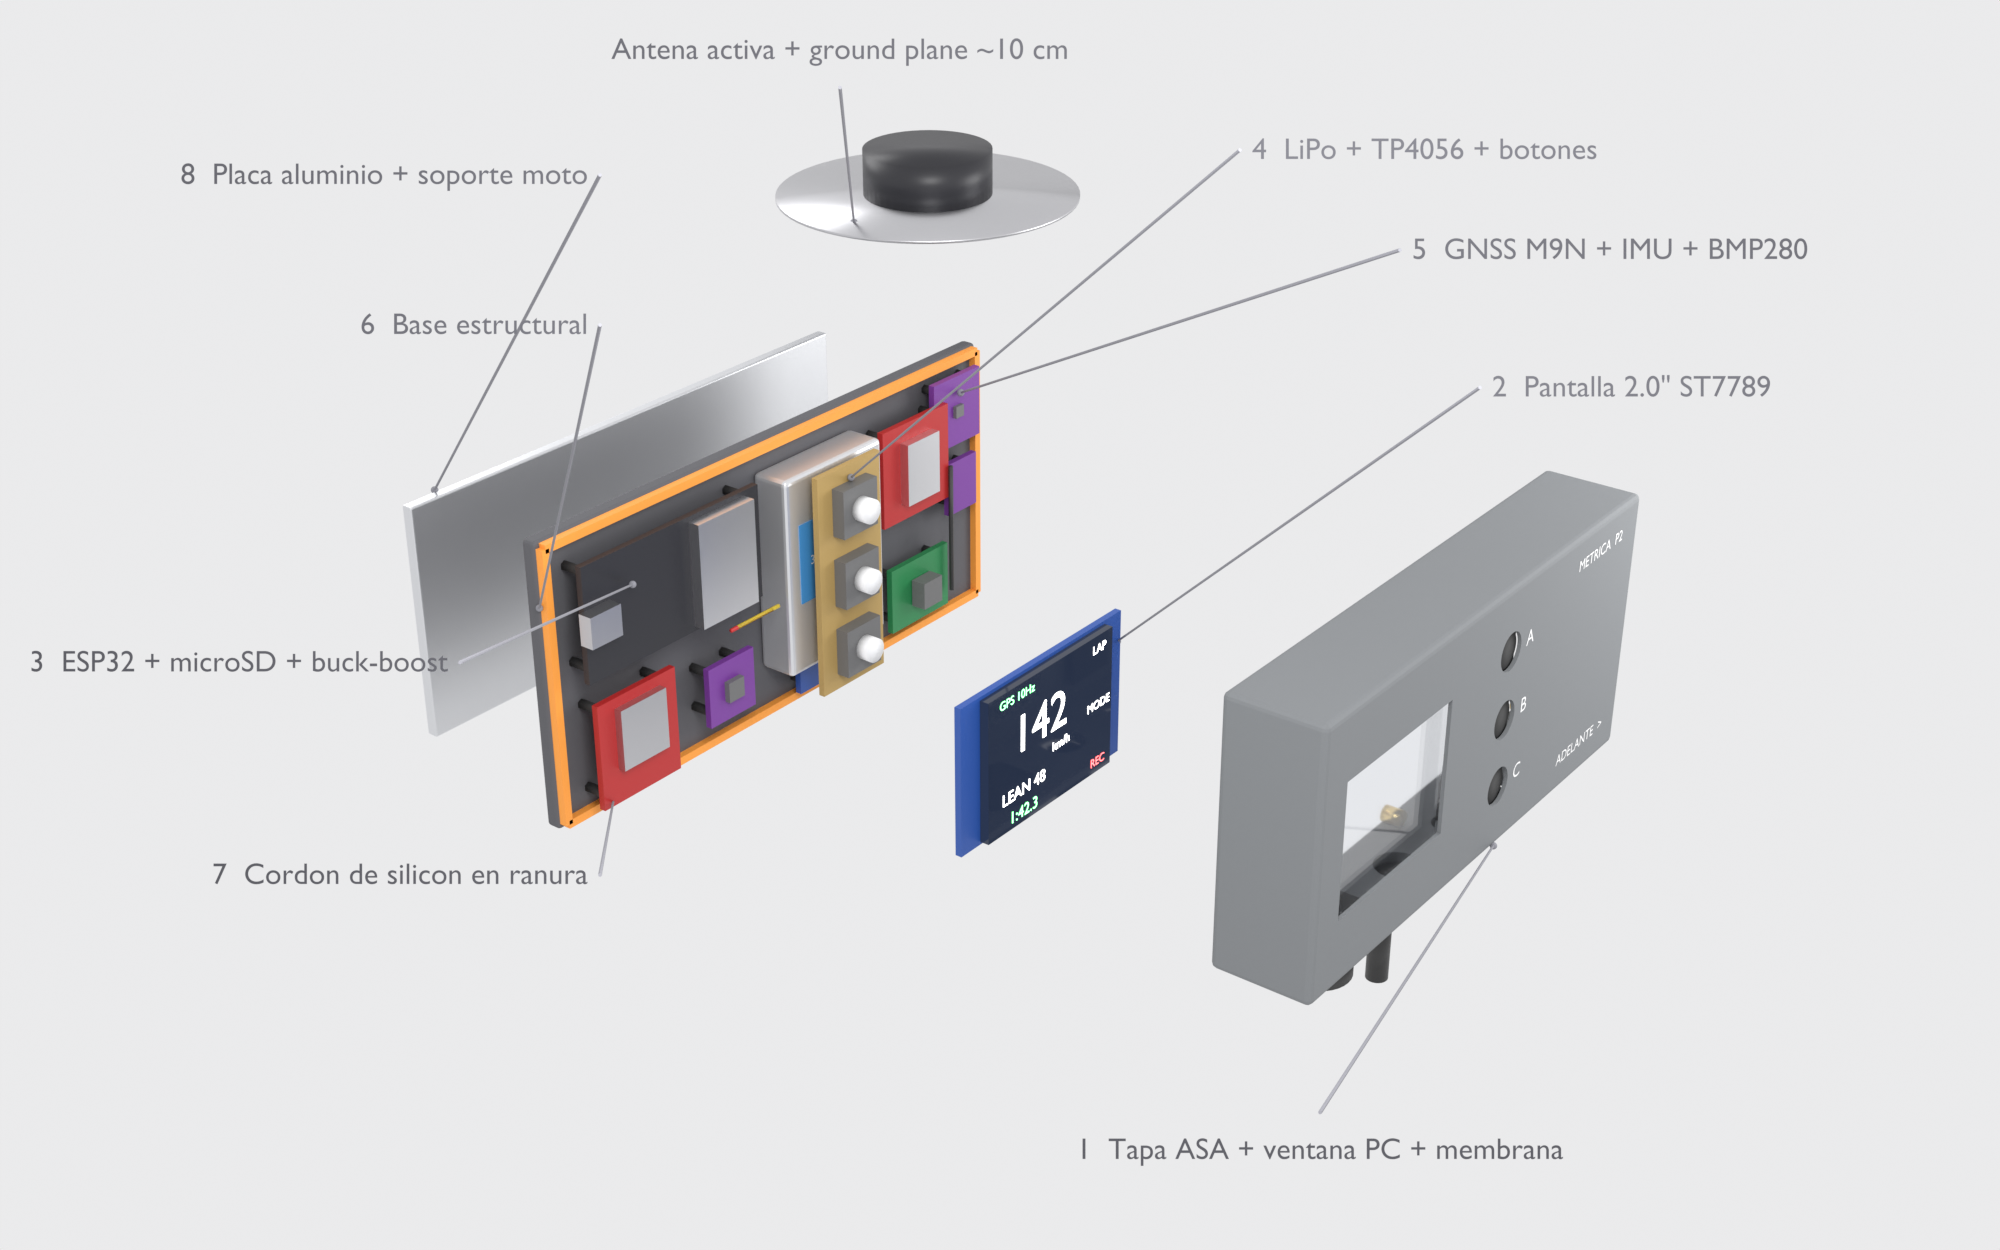 Antena activa + ground plane ~10 cm
4 LiPo + TP4056 + botones
8 Placa aluminio + soporte moto
5 GNSS M9N + IMU + BMP280
6 Base estructural
2 Pantalla 2.0" ST7789
METRICA P2
A
LAP
3 ESP32 + microSD + buck-boost
GPS 10Hz
142
km/h
MODE
B
ADELANTE >
REC
C
LEAN 48
1:42.3
7 Cordon de silicon en ranura
1 Tapa ASA + ventana PC + membrana